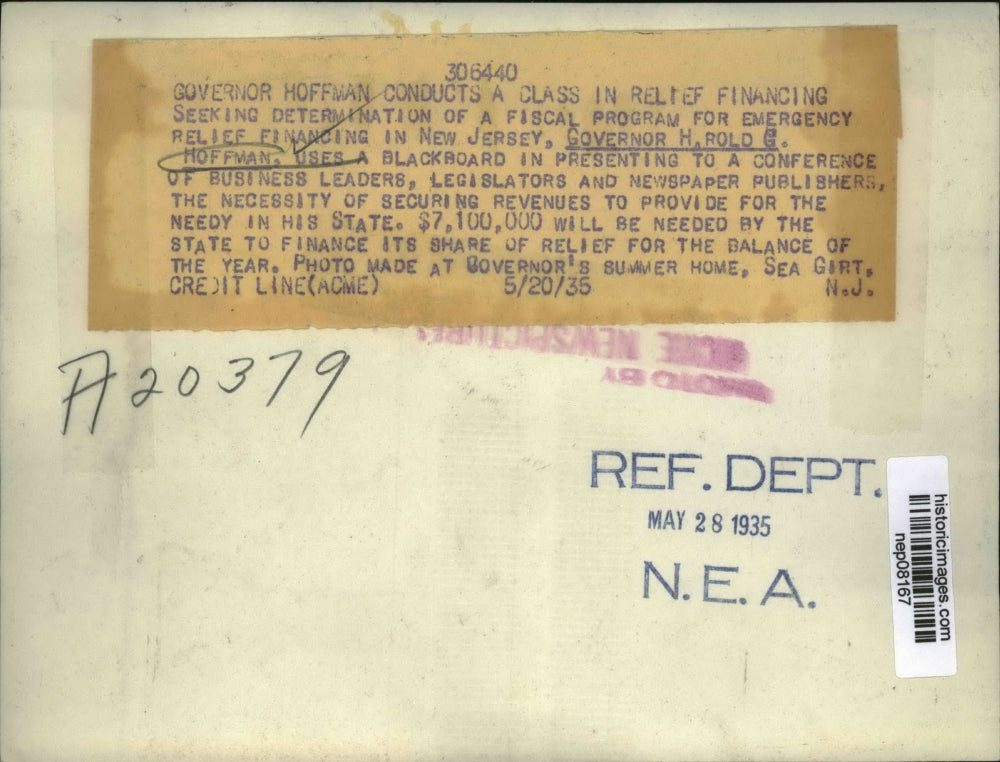 306440
GOVERNOR HOFFMAN CONDUCTS A CLASS IN RELIEF FINANCING
SEEKING DETERMINATION OF A FISCAL PROGRAM FOR EMERGENCY
RELIEF FINANCING IN NEW JERSEY, GOVERNOR H,ROLD G.
HOFFMAN, USES A BLACKBOARD IN PRESENTING TO A CONFERENCE
OF BUSINESS LEADERS, LEGISLATORS AND NEWSPAPER PUBLISHERS,
THE NECESSITY OF SECURING REVENUES TO PROVIDE FOR THE
NEEDY IN HIS STATE. $7,100,000 WILL BE NEEDED BY THE
STATE TO FINANCE ITS SHARE OF RELIEF FOR THE BALANCE OF
THE YEAR. PHOTO MADE AT GOVERNOR'S SUMMER HOME, SEA GIRT,
CREDIT LINE(ACME) 5/20/35 N.J.
ACME NEWSPICTURES
PHOTO BY
A20379
REF. DEPT.
MAY 28 1935
N.E.A.
historicimages.com
nep08167